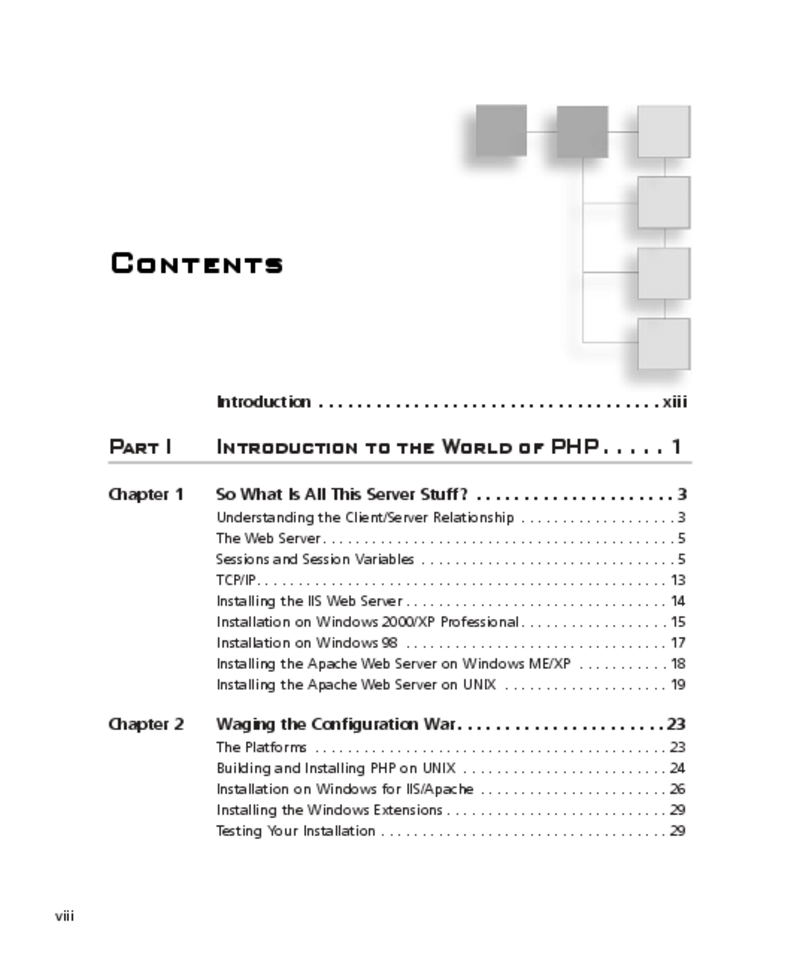 Contents
Introduction . . . . . . . . . . . . . . . . . . . . . . . . . . . . . . . . . . . . xiii
Part I Introduction to the World of PHP . . . . . 1
Chapter 1 So What Is All This Server Stuff? . . . . . . . . . . . . . . . . . . . . . 3
Understanding the Client/Server Relationship . . . . . . . . . . . . . . . . . . . 3
The Web Server . . . . . . . . . . . . . . . . . . . . . . . . . . . . . . . . . . . . . . . . . . . 5
Sessions and Session Variables . . . . . . . . . . . . . . . . . . . . . . . . . . . . . . . 5
TCP/IP . . . . . . . . . . . . . . . . . . . . . . . . . . . . . . . . . . . . . . . . . . . . . . . . . . 13
Installing the IIS Web Server . . . . . . . . . . . . . . . . . . . . . . . . . . . . . . . . 14
Installation on Windows 2000/XP Professional . . . . . . . . . . . . . . . . . . 15
Installation on Windows 98 . . . . . . . . . . . . . . . . . . . . . . . . . . . . . . . . 17
Installing the Apache Web Server on Windows ME/XP . . . . . . . . . . . 18
Installing the Apache Web Server on UNIX . . . . . . . . . . . . . . . . . . . . 19
Chapter 2 Waging the Configuration War . . . . . . . . . . . . . . . . . . . . . . 23
The Platforms . . . . . . . . . . . . . . . . . . . . . . . . . . . . . . . . . . . . . . . . . . . 23
Building and Installing PHP on UNIX . . . . . . . . . . . . . . . . . . . . . . . . . 24
Installation on Windows for IIS/Apache . . . . . . . . . . . . . . . . . . . . . . . 26
Installing the Windows Extensions . . . . . . . . . . . . . . . . . . . . . . . . . . . 29
Testing Your Installation . . . . . . . . . . . . . . . . . . . . . . . . . . . . . . . . . . . 29
viii